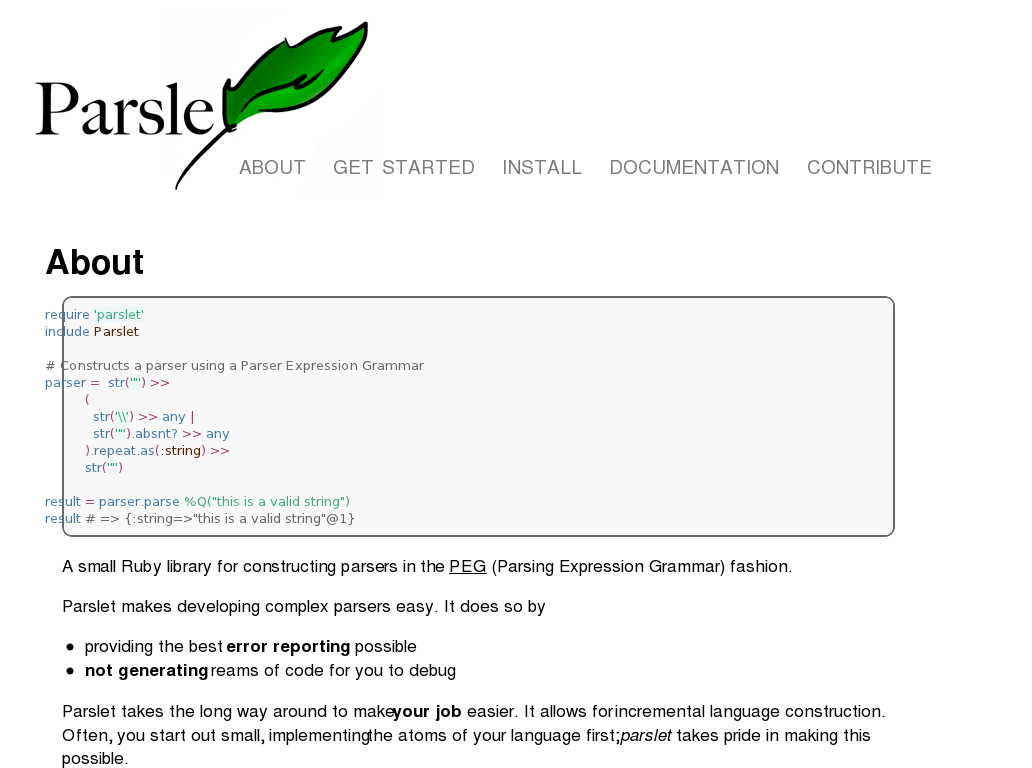 Parsle
ABOUT GET STARTED INSTALL DOCUMENTATION CONTRIBUTE
About
require 'parslet'
include Parslet
# Constructs a parser using a Parser Expression Grammar
parser = str('"') >>
(
str('\\') >> any |
str('"').absnt? >> any
).repeat.as(:string) >>
str('"')
result = parser.parse %Q("this is a valid string")
result # => {:string=>"this is a valid string"@1}
A small Ruby library for constructing parsers in the PEG (Parsing Expression Grammar) fashion.
Parslet makes developing complex parsers easy. It does so by
• providing the best error reporting possible
• not generating reams of code for you to debug
Parslet takes the long way around to make your job easier. It allows for incremental language construction.
Often, you start out small, implementing the atoms of your language first; parslet takes pride in making this
possible.